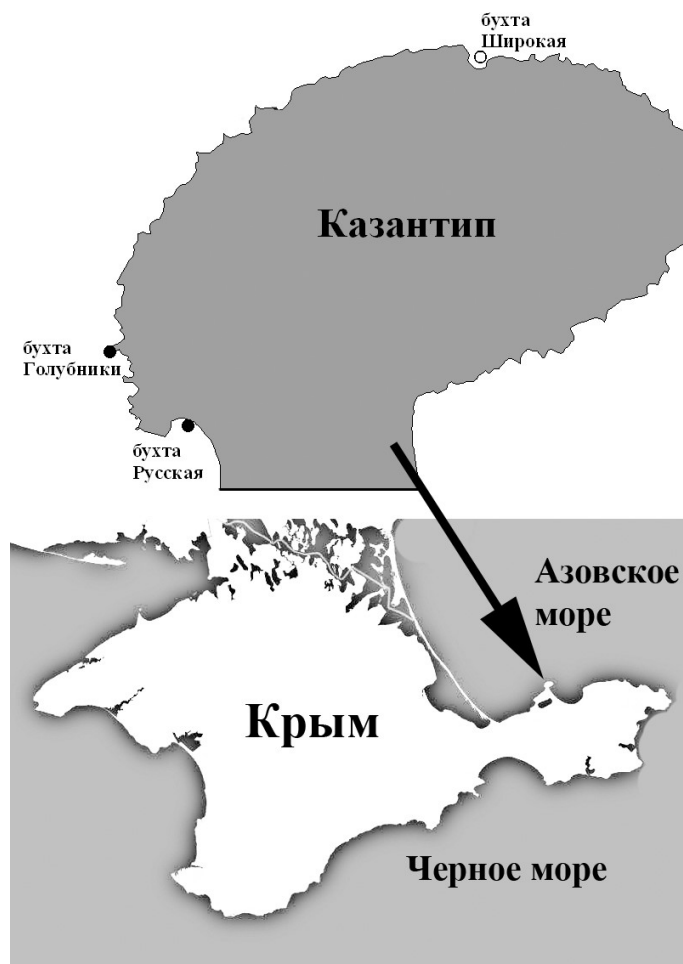 бухта
Широкая
Казантип
бухта
Голубники
бухта
Русская
Азовское
море
Крым
Черное море